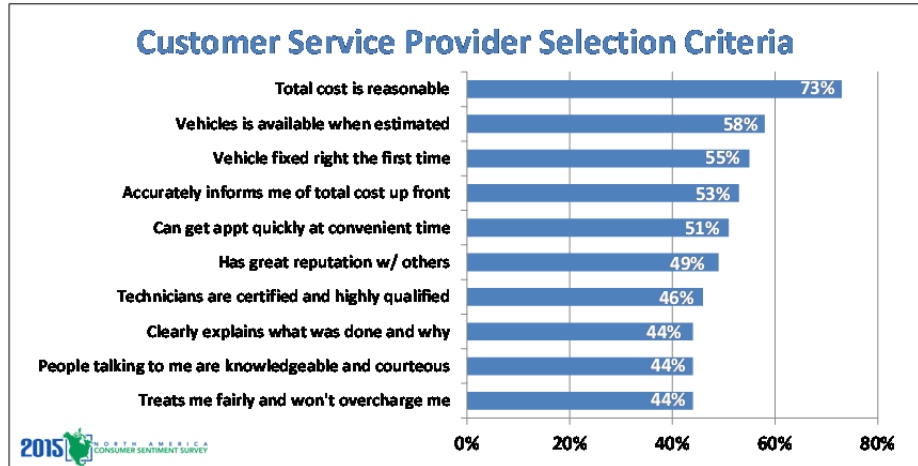 Customer Service Provider Selection Criteria
Total cost is reasonable 73%
Vehicles is available when estimated 58%
Vehicle fixed right the first time 55%
Accurately informs me of total cost up front 53%
Can get appt quickly at convenient time 51%
Has great reputation w/ others 49%
Technicians are certified and highly qualified 46%
Clearly explains what was done and why 44%
People talking to me are knowledgeable and courteous 44%
Treats me fairly and won't overcharge me 44%
0% 20% 40% 60% 80%
2015 NORTH AMERICA
CONSUMER SENTIMENT SURVEY